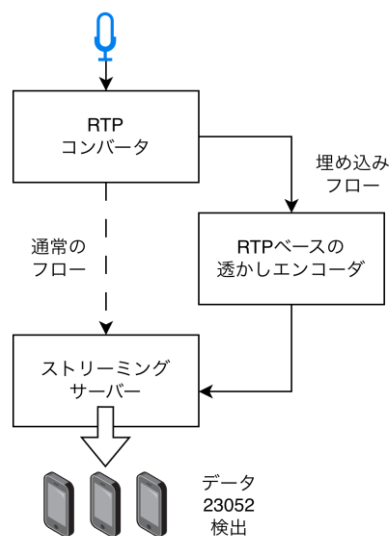 RTP
コンバータ
埋め込み
フロー
通常の
フロー
RTPベースの
透かしエンコーダ
ストリーミング
サーバー
データ
23052
検出